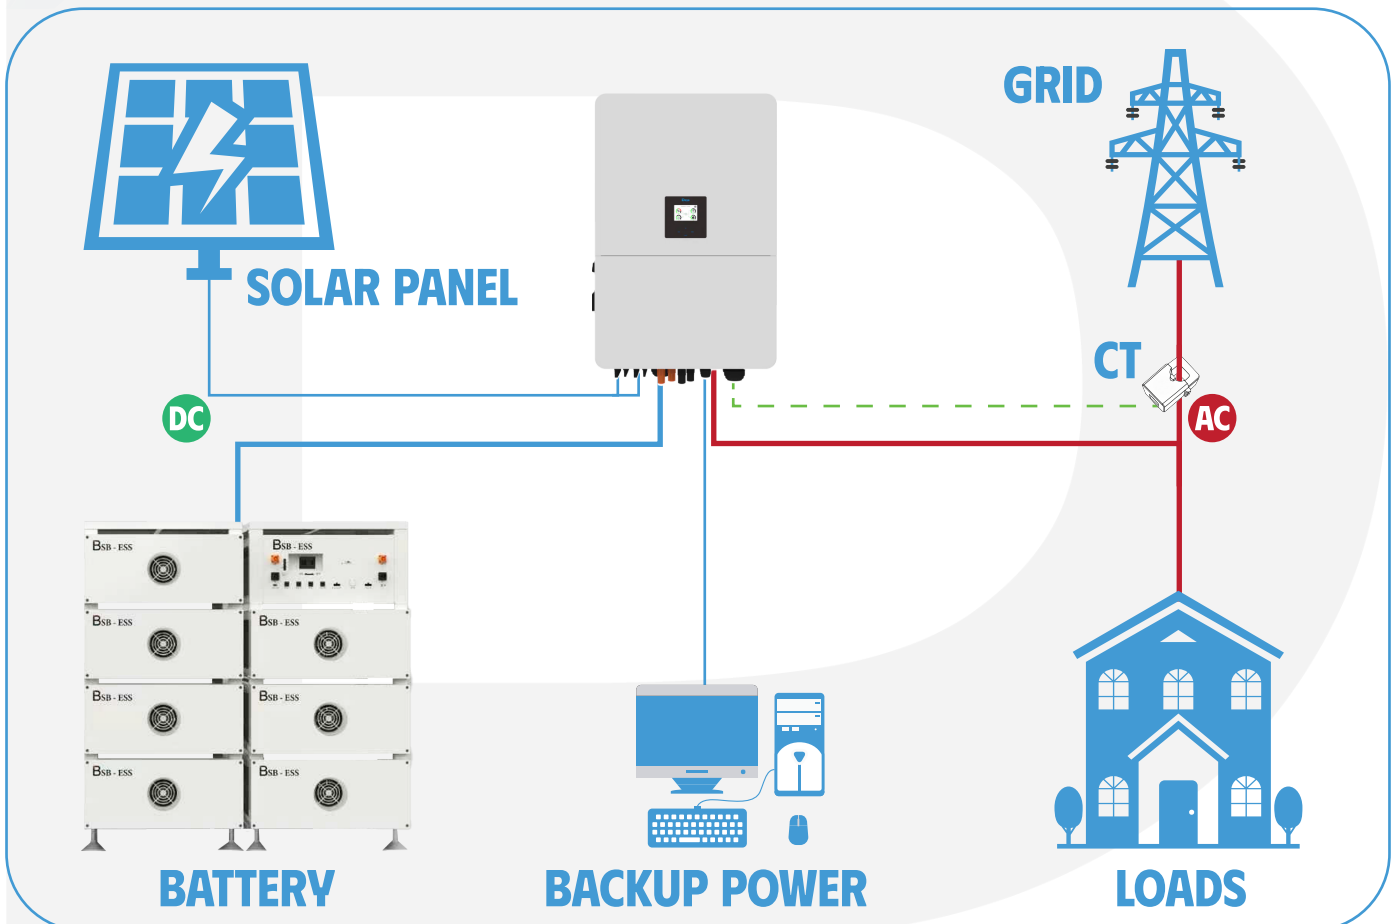 GRID
SOLAR PANEL
CT
DC
AC
BSB - ESS
BSB - ESS
BSB - ESS
BSB - ESS
BSB - ESS
BSB - ESS
BSB - ESS
BSB - ESS
BATTERY
BACKUP POWER
LOADS